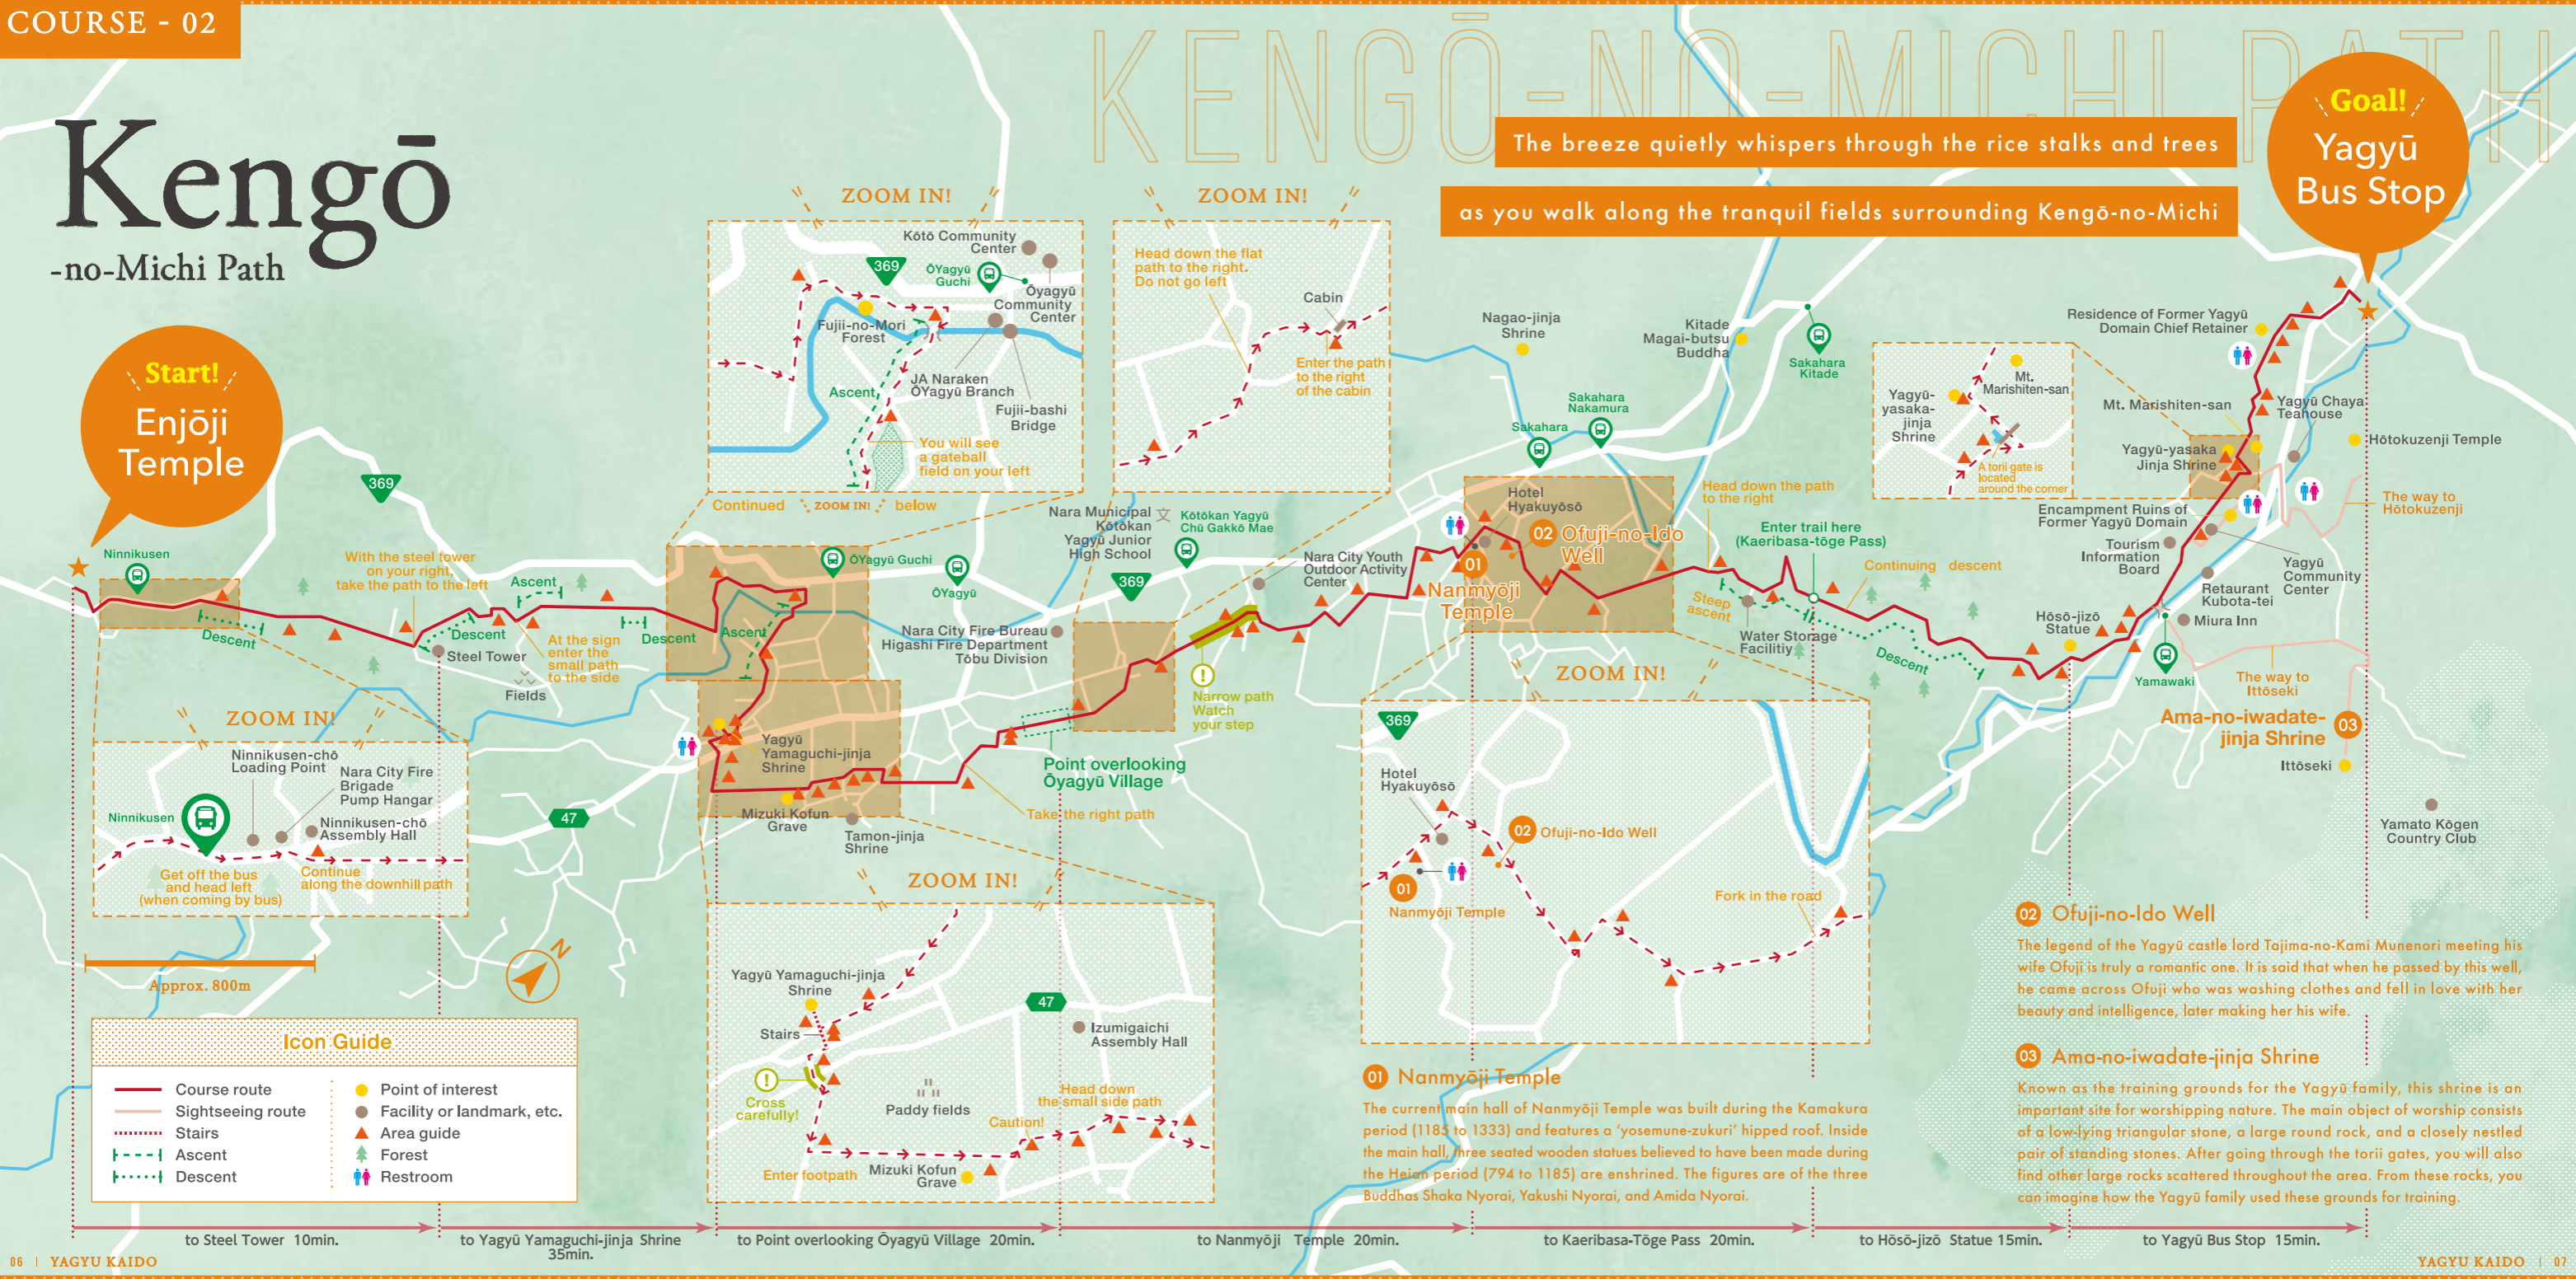 COURSE - 02
KENGŌ-NO-MICHI PATH
Kengō
-no-Michi Path
The breeze quietly whispers through the rice stalks and trees
as you walk along the tranquil fields surrounding Kengō-no-Michi
Goal!
Yagyū
Bus Stop
Start!
Enjōji
Temple
ZOOM IN!
Kōtō Community
Center
369
ŌYagyū
Guchi
Ōyagyū
Community
Center
Fujii-no-Mori
Forest
JA Naraken
ŌYagyū Branch
Ascent
Fujii-bashi
Bridge
You will see
a gateball
field on your left
Continued
ZOOM IN!
below
ZOOM IN!
Head down the flat
path to the right.
Do not go left
Cabin
Enter the path
to the right
of the cabin
Nagao-jinja
Shrine
Kitade
Magai-butsu
Buddha
Sakahara
Kitade
Sakahara
Nakamura
Sakahara
Residence of Former Yagyū
Domain Chief Retainer
Mt.
Marishiten-san
Yagyū-
yasaka-
jinja
Shrine
A torii gate is
located
around the corner
Mt. Marishiten-san
Yagyū Chaya
Teahouse
Hōtokuzenji Temple
Yagyū-yasaka
Jinja Shrine
The way to
Hōtokuzenji
Encampment Ruins of
Former Yagyū Domain
Tourism
Information
Board
Yagyū
Community
Center
Retaurant
Kubota-tei
Miura Inn
Hōsō-jizō
Statue
Yamawaki
The way to
Ittōseki
Ama-no-iwadate-
jinja Shrine
03
Ittōseki
Yamato Kōgen
Country Club
369
Ninnikusen
Descent
With the steel tower
on your right,
take the path to the left
Ascent
Descent
Steel Tower
At the sign
enter the
small path
to the side
Fields
Descent
Ascent
ŌYagyū Guchi
ŌYagyū
Nara Municipal
Kōtōkan
Yagyū Junior
High School
文
Kōtōkan Yagyū
Chū Gakkō Mae
369
Nara City Youth
Outdoor Activity
Center
Nara City Fire Bureau
Higashi Fire Department
Tōbu Division
Narrow path
Watch
your step
Hotel
Hyakuyōsō
02
Ofuji-no-Ido
Well
01
Nanmyōji
Temple
Head down the path
to the right
Enter trail here
(Kaeribasa-tōge Pass)
Continuing descent
Steep
ascent
Water Storage
Facilitiy
Descent
Yagyū
Yamaguchi-jinja
Shrine
Mizuki Kofun
Grave
Tamon-jinja
Shrine
Point overlooking
Ōyagyū Village
Take the right path
47
ZOOM IN!
Ninnikusen-chō
Loading Point
Nara City Fire
Brigade
Pump Hangar
Ninnikusen
Ninnikusen-chō
Assembly Hall
Get off the bus
and head left
(when coming by bus)
Continue
along the downhill path
Approx. 800m
N
Icon Guide
Course route
Sightseeing route
Stairs
Ascent
Descent
Point of interest
Facility or landmark, etc.
Area guide
Forest
Restroom
ZOOM IN!
Yagyū Yamaguchi-jinja
Shrine
Stairs
47
Izumigaichi
Assembly Hall
Cross
carefully!
Paddy fields
Head down
the small side path
Caution!
Enter footpath
Mizuki Kofun
Grave
ZOOM IN!
369
Hotel
Hyakuyōsō
02
Ofuji-no-Ido Well
01
Nanmyōji Temple
Fork in the road
01 Nanmyōji Temple
The current main hall of Nanmyōji Temple was built during the Kamakura
period (1185 to 1333) and features a ‘yosemune-zukuri’ hipped roof. Inside
the main hall, three seated wooden statues believed to have been made during
the Heian period (794 to 1185) are enshrined. The figures are of the three
Buddhas Shaka Nyorai, Yakushi Nyorai, and Amida Nyorai.
02 Ofuji-no-Ido Well
The legend of the Yagyū castle lord Tajima-no-Kami Munenori meeting his
wife Ofuji is truly a romantic one. It is said that when he passed by this well,
he came across Ofuji who was washing clothes and fell in love with her
beauty and intelligence, later making her his wife.
03 Ama-no-iwadate-jinja Shrine
Known as the training grounds for the Yagyū family, this shrine is an
important site for worshipping nature. The main object of worship consists
of a low-lying triangular stone, a large round rock, and a closely nestled
pair of standing stones. After going through the torii gates, you will also
find other large rocks scattered throughout the area. From these rocks, you
can imagine how the Yagyū family used these grounds for training.
to Steel Tower 10min.
to Yagyū Yamaguchi-jinja Shrine
35min.
to Point overlooking Ōyagyū Village 20min.
to Nanmyōji Temple 20min.
to Kaeribasa-Tōge Pass 20min.
to Hōsō-jizō Statue 15min.
to Yagyū Bus Stop 15min.
06 | YAGYU KAIDO
YAGYU KAIDO | 07